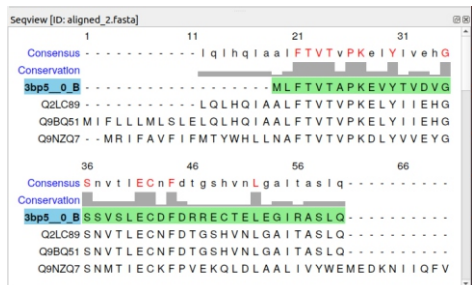 Seqview [ID: aligned_2.fasta]
1 11 21 31
Consensus - - - - - - - - - - - l q l h q l a a l F T V T v P K e l Y l v e h G
Conservation
3bp5__0_B - - - - - - - - - - - - - - - - - - M L F T V T A P K E V Y T V D V G
Q2LC89 - - - - - - - - - - - L Q L H Q I A A L F T V T V P K E L Y I I E H G
Q9BQ51 M I F L L L M L S L E L Q L H Q I A A L F T V T V P K E L Y I I E H G
Q9NZQ7 - - M R I F A V F I F M T Y W H L L N A F T V T V P K D L Y V V E Y G
36 46 56 66
Consensus S n v t l E C n F d t g s h v n L g a l t a s l q - - - - - - - - - -
Conservation
3bp5__0_B S S V S L E C D F D R R E C T E L E G I R A S L Q - - - - - - - - - -
Q2LC89 S N V T L E C N F D T G S H V N L G A I T A S L Q - - - - - - - - - -
Q9BQ51 S N V T L E C N F D T G S H V N L G A I T A S L Q - - - - - - - - - -
Q9NZQ7 S N M T I E C K F P V E K Q L D L A A L I V Y W E M E D K N I I Q F V